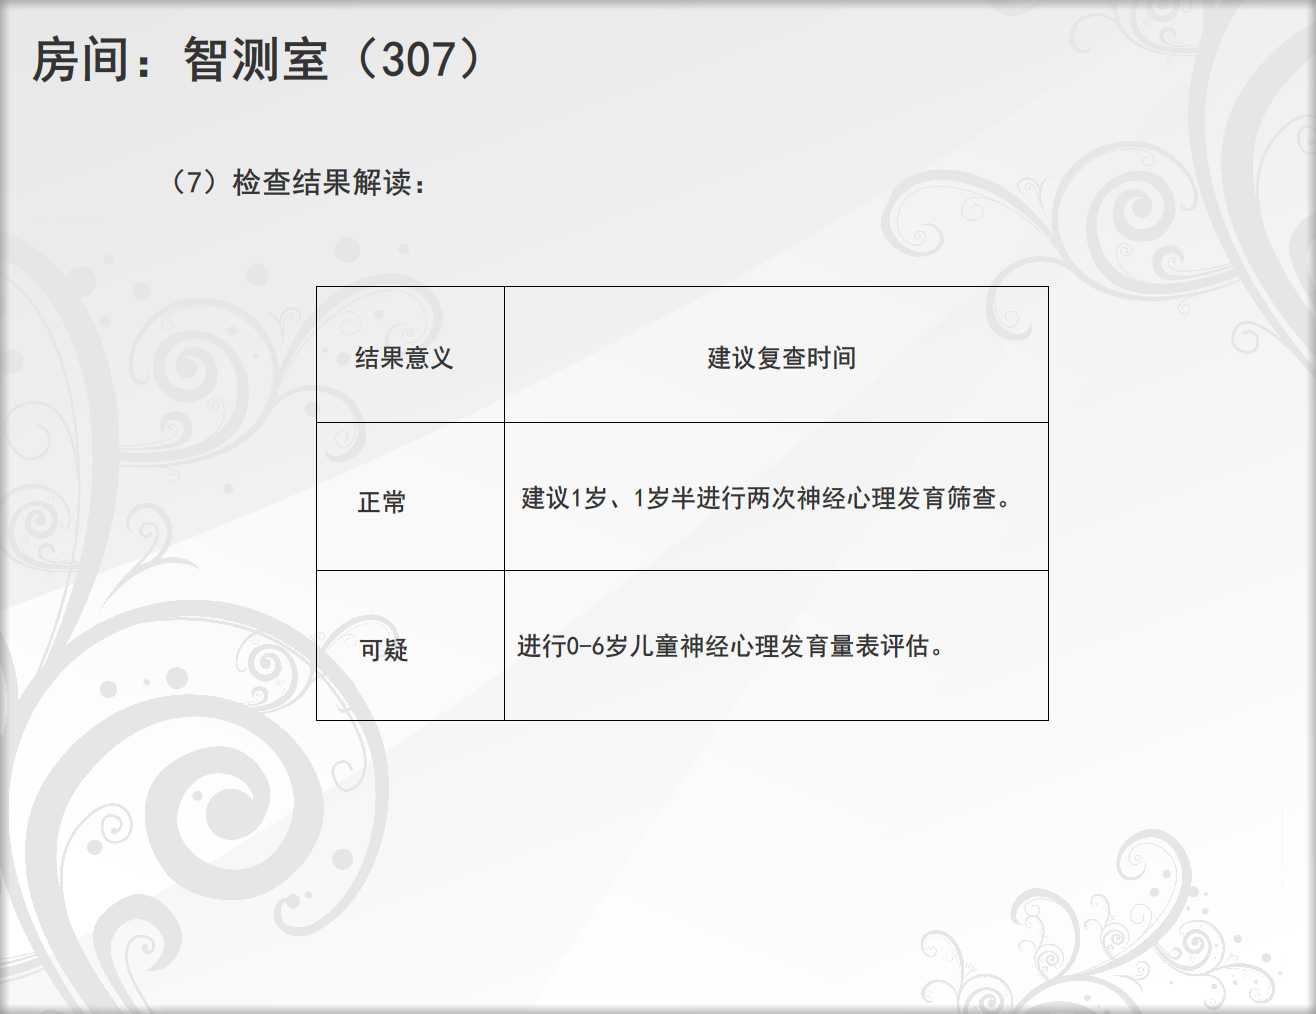 房间：智测室（307）
（7）检查结果解读：
结果意义
建议复查时间
正常
建议1岁、1岁半进行两次神经心理发育筛查。
可疑
进行0-6岁儿童神经心理发育量表评估。